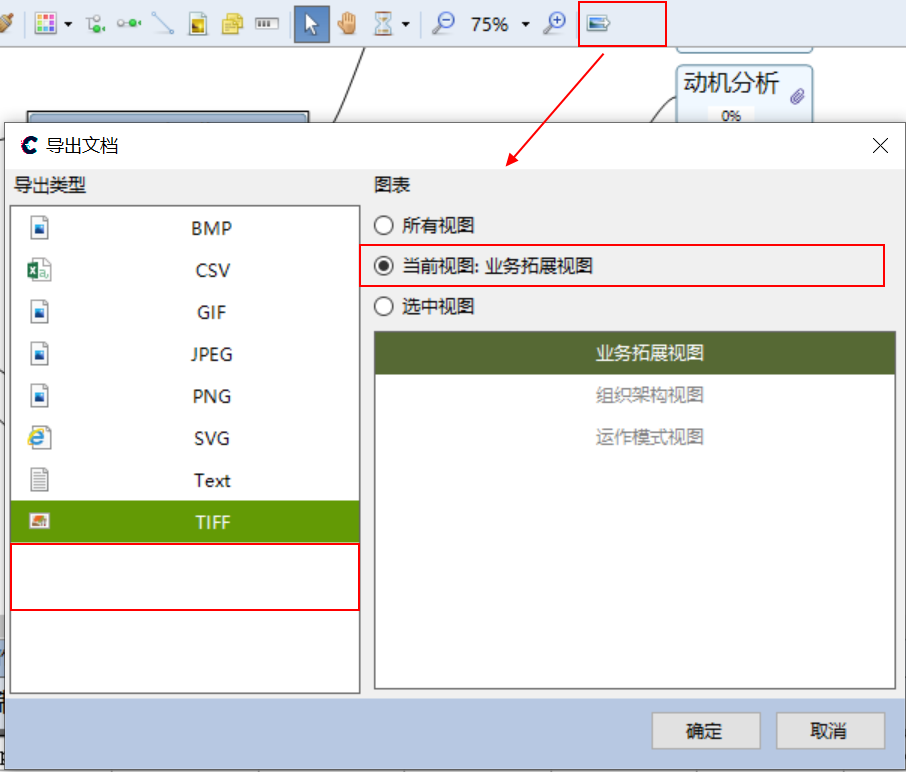 75%
动机分析
0%
导出文档
导出类型
BMP
CSV
GIF
JPEG
PNG
SVG
Text
TIFF
图表
所有视图
当前视图: 业务拓展视图
选中视图
业务拓展视图
组织架构视图
运作模式视图
确定
取消